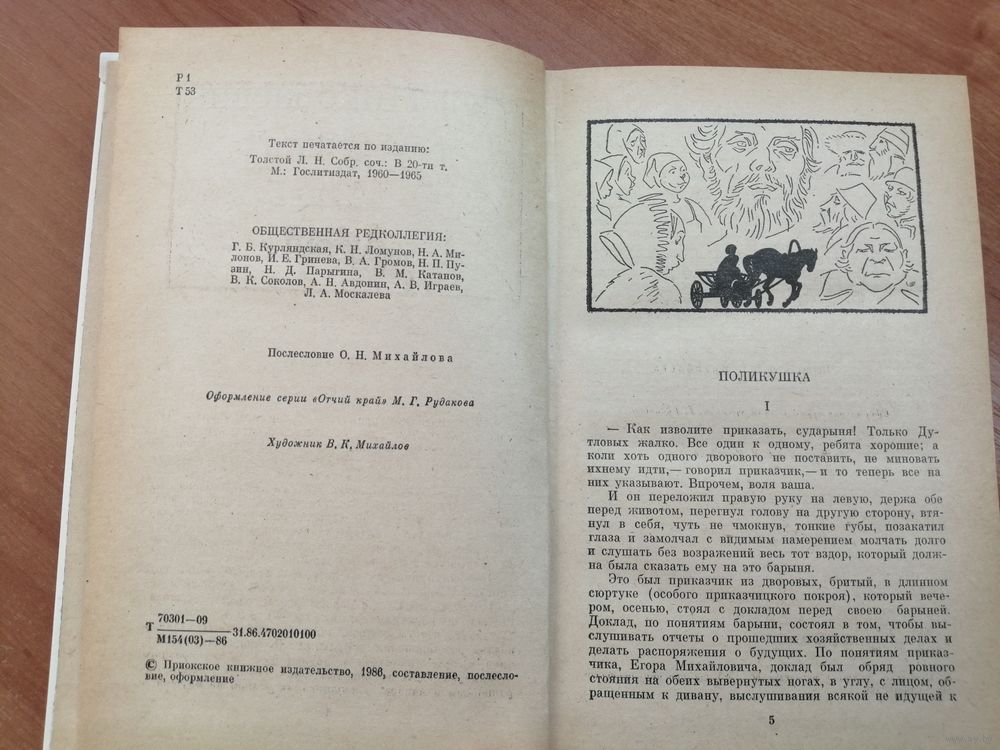 Р 1
Т 53
Текст печатается по изданию:
Толстой Л. Н. Собр. соч.: В 20-ти т.
М.: Гослитиздат, 1960—1965
ОБЩЕСТВЕННАЯ РЕДКОЛЛЕГИЯ:
Г. Б. Курляндская, К. Н. Ломунов, Н. А. Ми-
лонов, И. Е. Гринева, В. А. Громов, Н. П. Пу-
зин, Н. Д. Парыгина, В. М. Катанов,
В. К. Соколов, А. Н. Авдонин, А. В. Играев,
Л. А. Москалева
Послесловие О. Н. Михайлова
Оформление серии «Отчий край» М. Г. Рудакова
Художник В. К. Михайлов
Т 70301—09
М154(03)—86 31.86.4702010100
© Приокское книжное издательство, 1986, составление, послесло-
вие, оформление
ПОЛИКУШКА
I
— Как изволите приказать, сударыня! Только Ду-
тловых жалко. Все один к одному, ребята хорошие; а
коли хоть одного дворового не поставить, не миновать
ихнему идти,— говорил приказчик,— и то теперь все на
них указывают. Впрочем, воля ваша.
И он переложил правую руку на левую, держа обе
перед животом, перегнул голову на другую сторону, втя-
нул в себя, чуть не чмокнув, тонкие губы, позакатил
глаза и замолчал с видимым намерением молчать долго
и слушать без возражений весь тот вздор, который долж-
на была сказать ему на это барыня.
Это был приказчик из дворовых, бритый, в длинном
сюртуке (особого приказчицкого покроя), который вече-
ром, осенью, стоял с докладом перед своею барыней.
Доклад, по понятиям барыни, состоял в том, чтобы вы-
слушивать отчеты о прошедших хозяйственных делах и
делать распоряжения о будущих. По понятиям приказ-
чика, Егора Михайловича, доклад был обряд ровного
стояния на обеих вывернутых ногах, в углу, с лицом, об-
ращенным к дивану, выслушивания всякой не идущей к
5